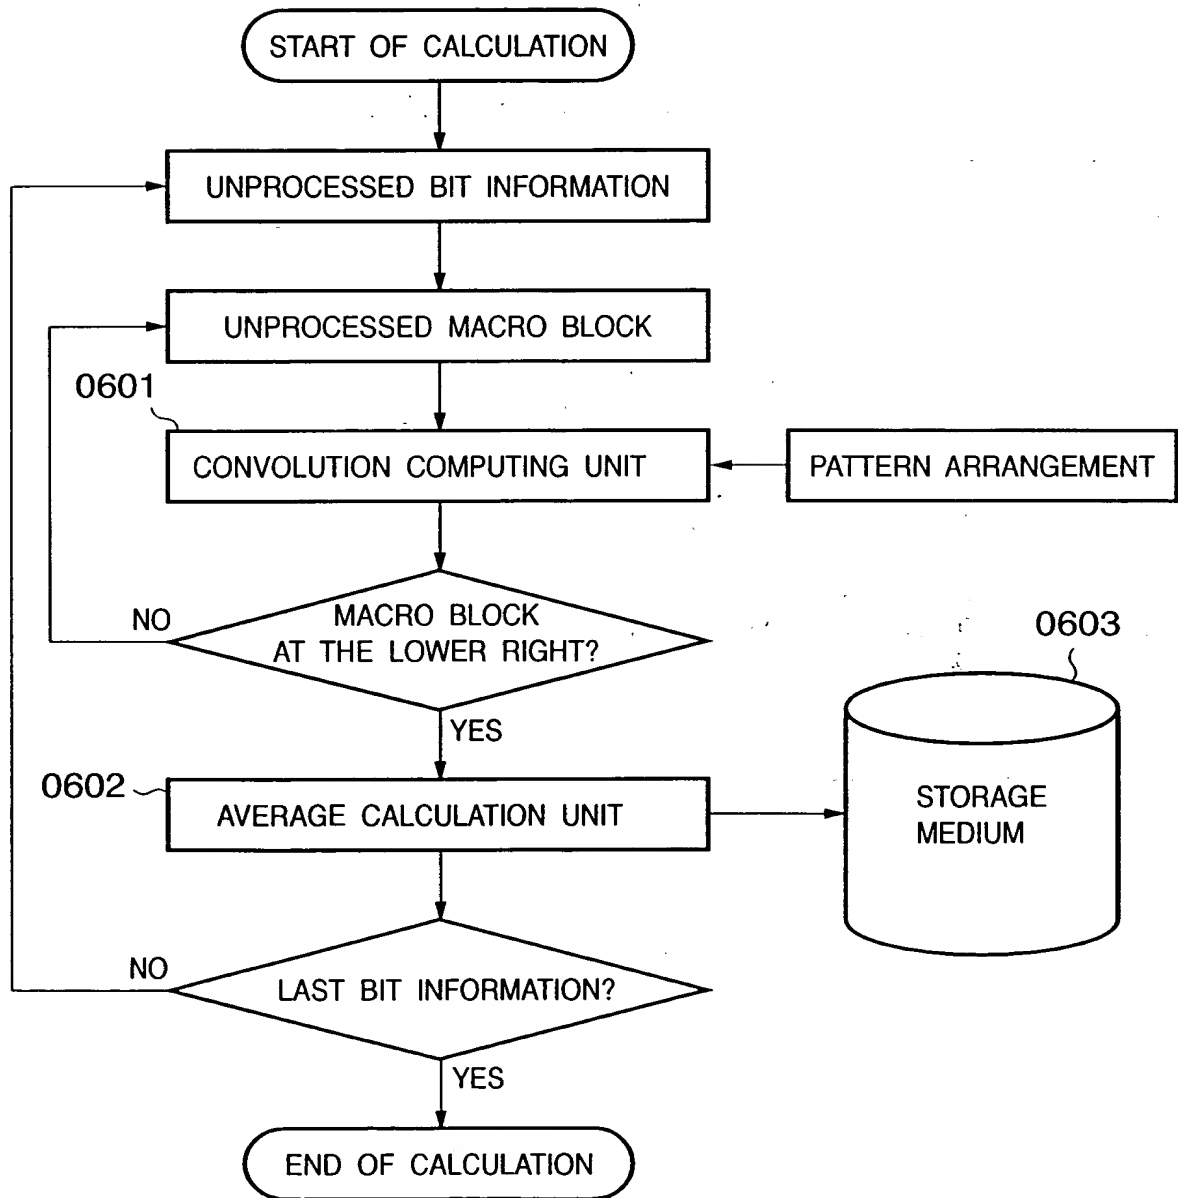 START OF CALCULATION
UNPROCESSED BIT INFORMATION
UNPROCESSED MACRO BLOCK
0601
CONVOLUTION COMPUTING UNIT
PATTERN ARRANGEMENT
NO
MACRO BLOCK
AT THE LOWER RIGHT?
0603
YES
0602
AVERAGE CALCULATION UNIT
STORAGE
MEDIUM
NO
LAST BIT INFORMATION?
YES
END OF CALCULATION